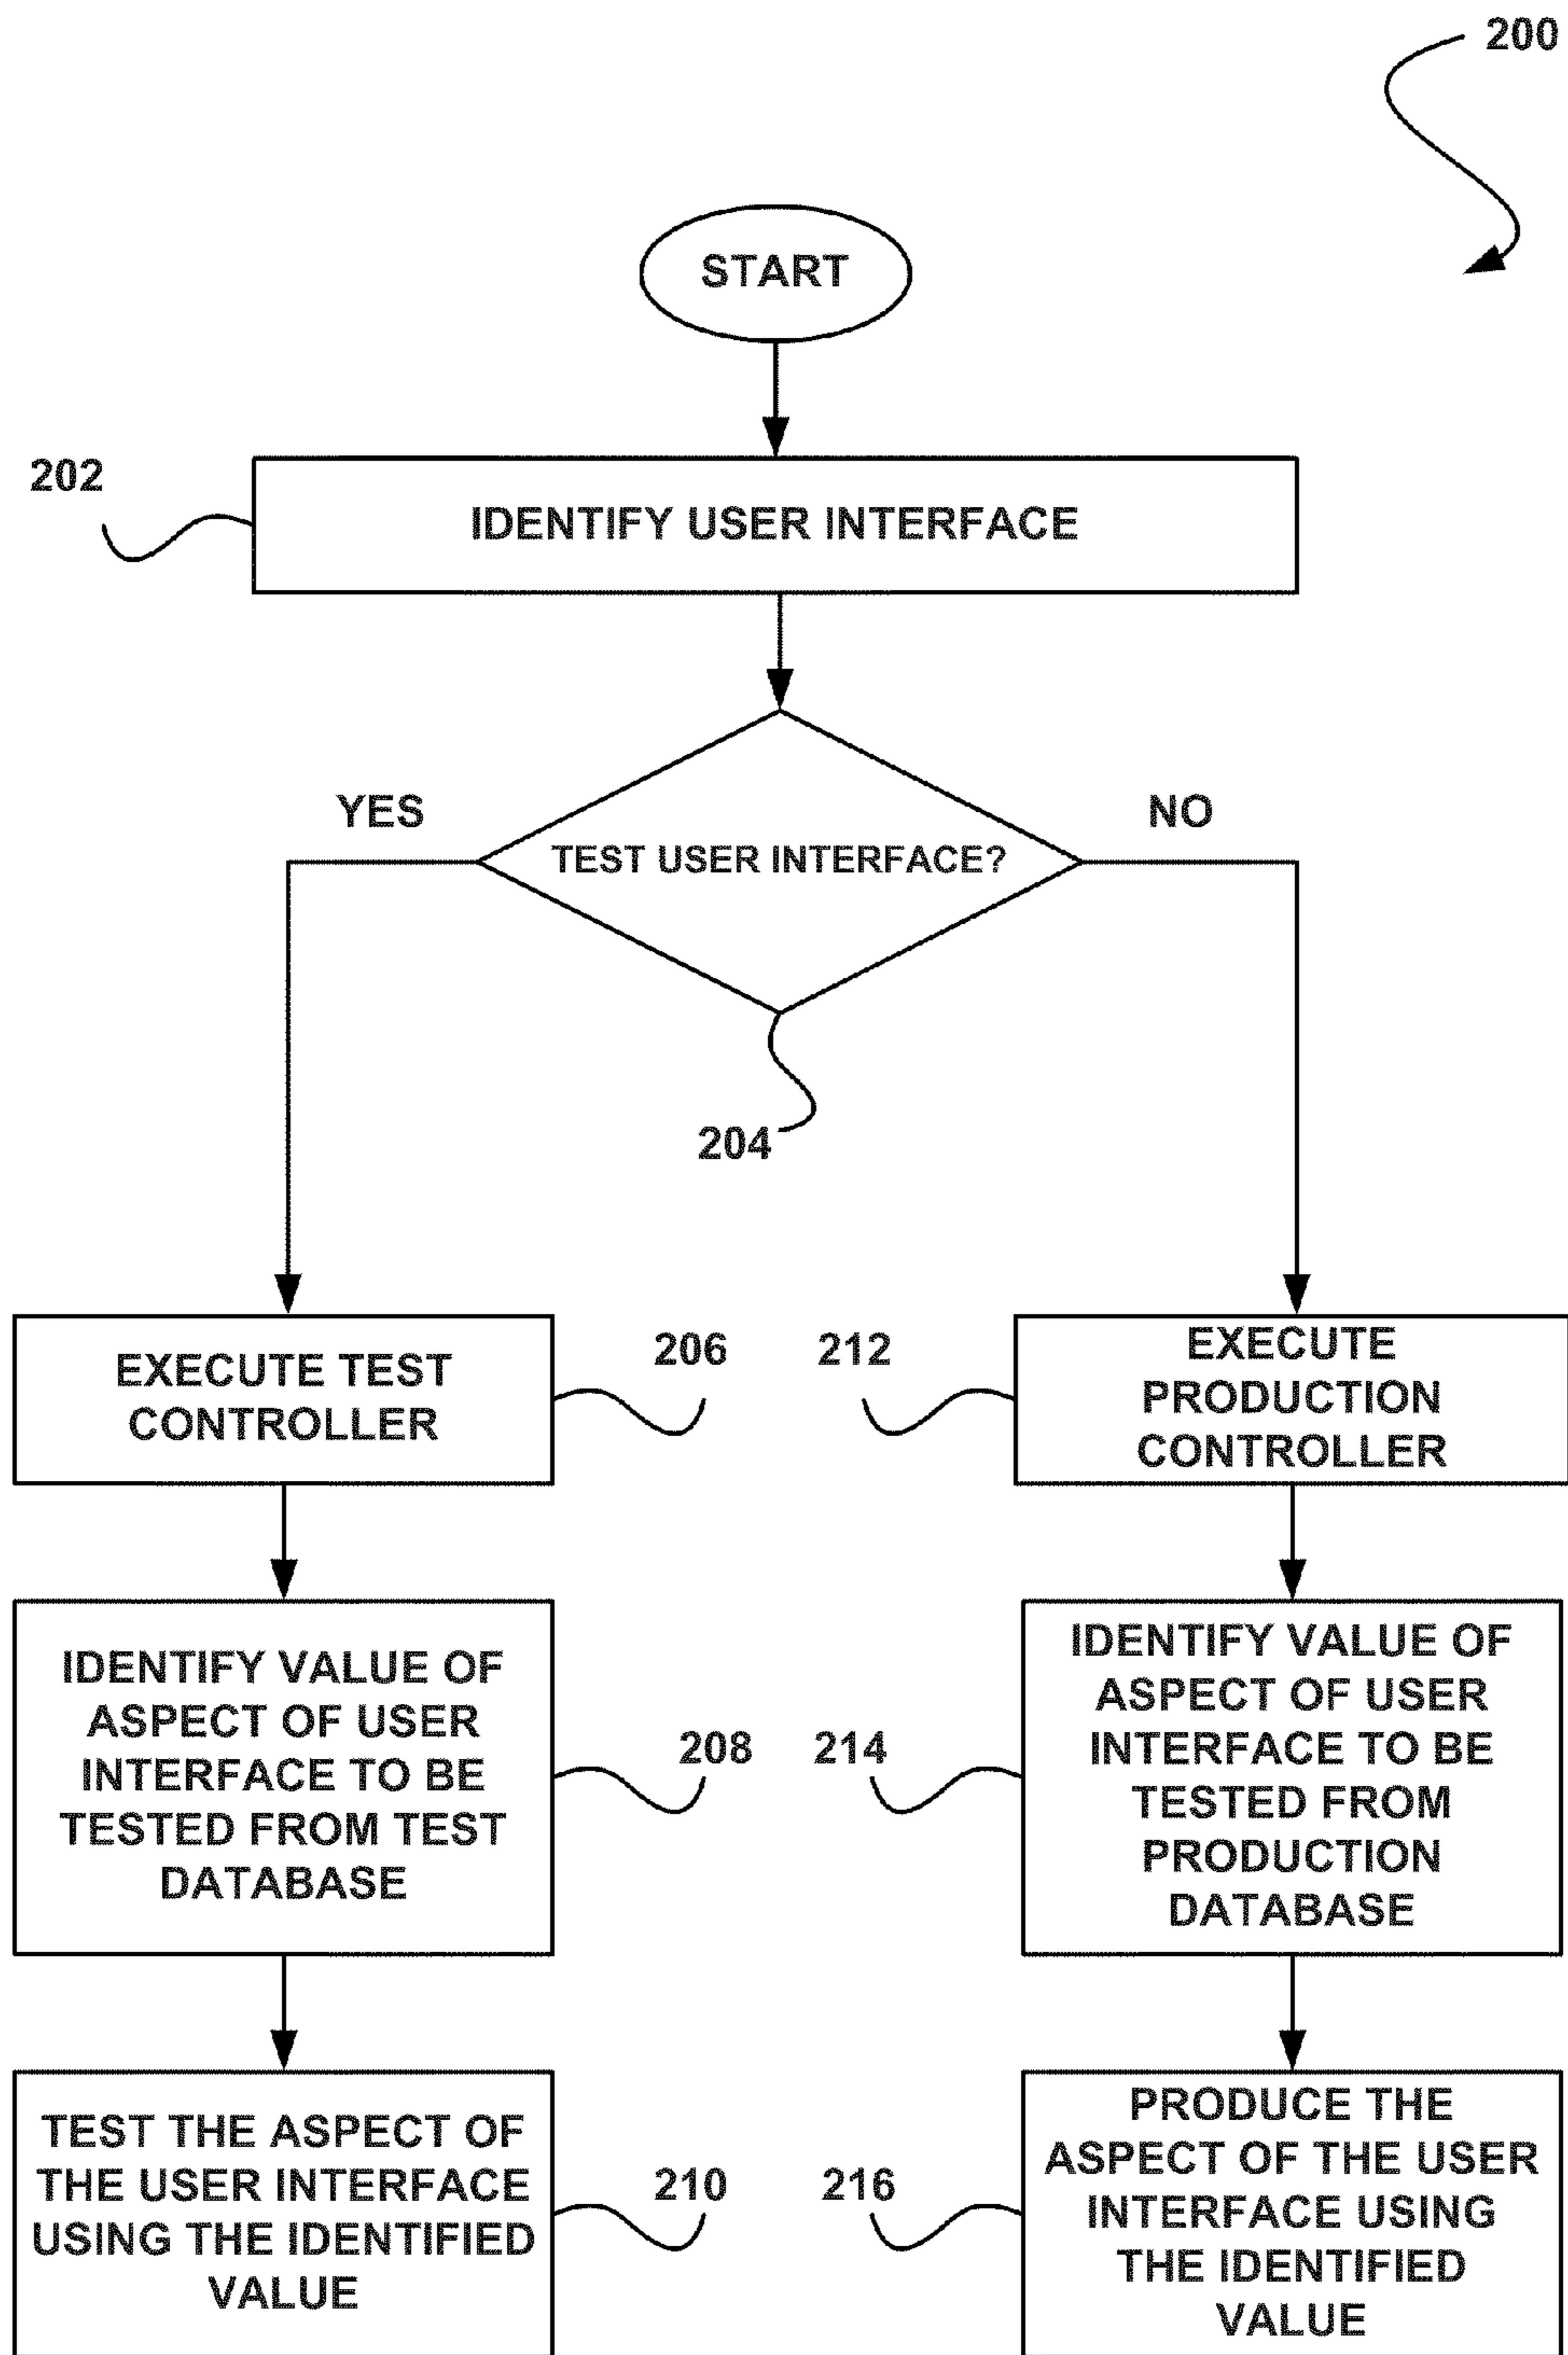 200
START
202
IDENTIFY USER INTERFACE
YES
NO
TEST USER INTERFACE?
204
EXECUTE TEST
CONTROLLER
206
212
EXECUTE
PRODUCTION
CONTROLLER
IDENTIFY VALUE OF
ASPECT OF USER
INTERFACE TO BE
TESTED FROM TEST
DATABASE
208
214
IDENTIFY VALUE OF
ASPECT OF USER
INTERFACE TO BE
TESTED FROM
PRODUCTION
DATABASE
TEST THE ASPECT OF
THE USER INTERFACE
USING THE IDENTIFIED
VALUE
210
216
PRODUCE THE
ASPECT OF THE USER
INTERFACE USING
THE IDENTIFIED
VALUE